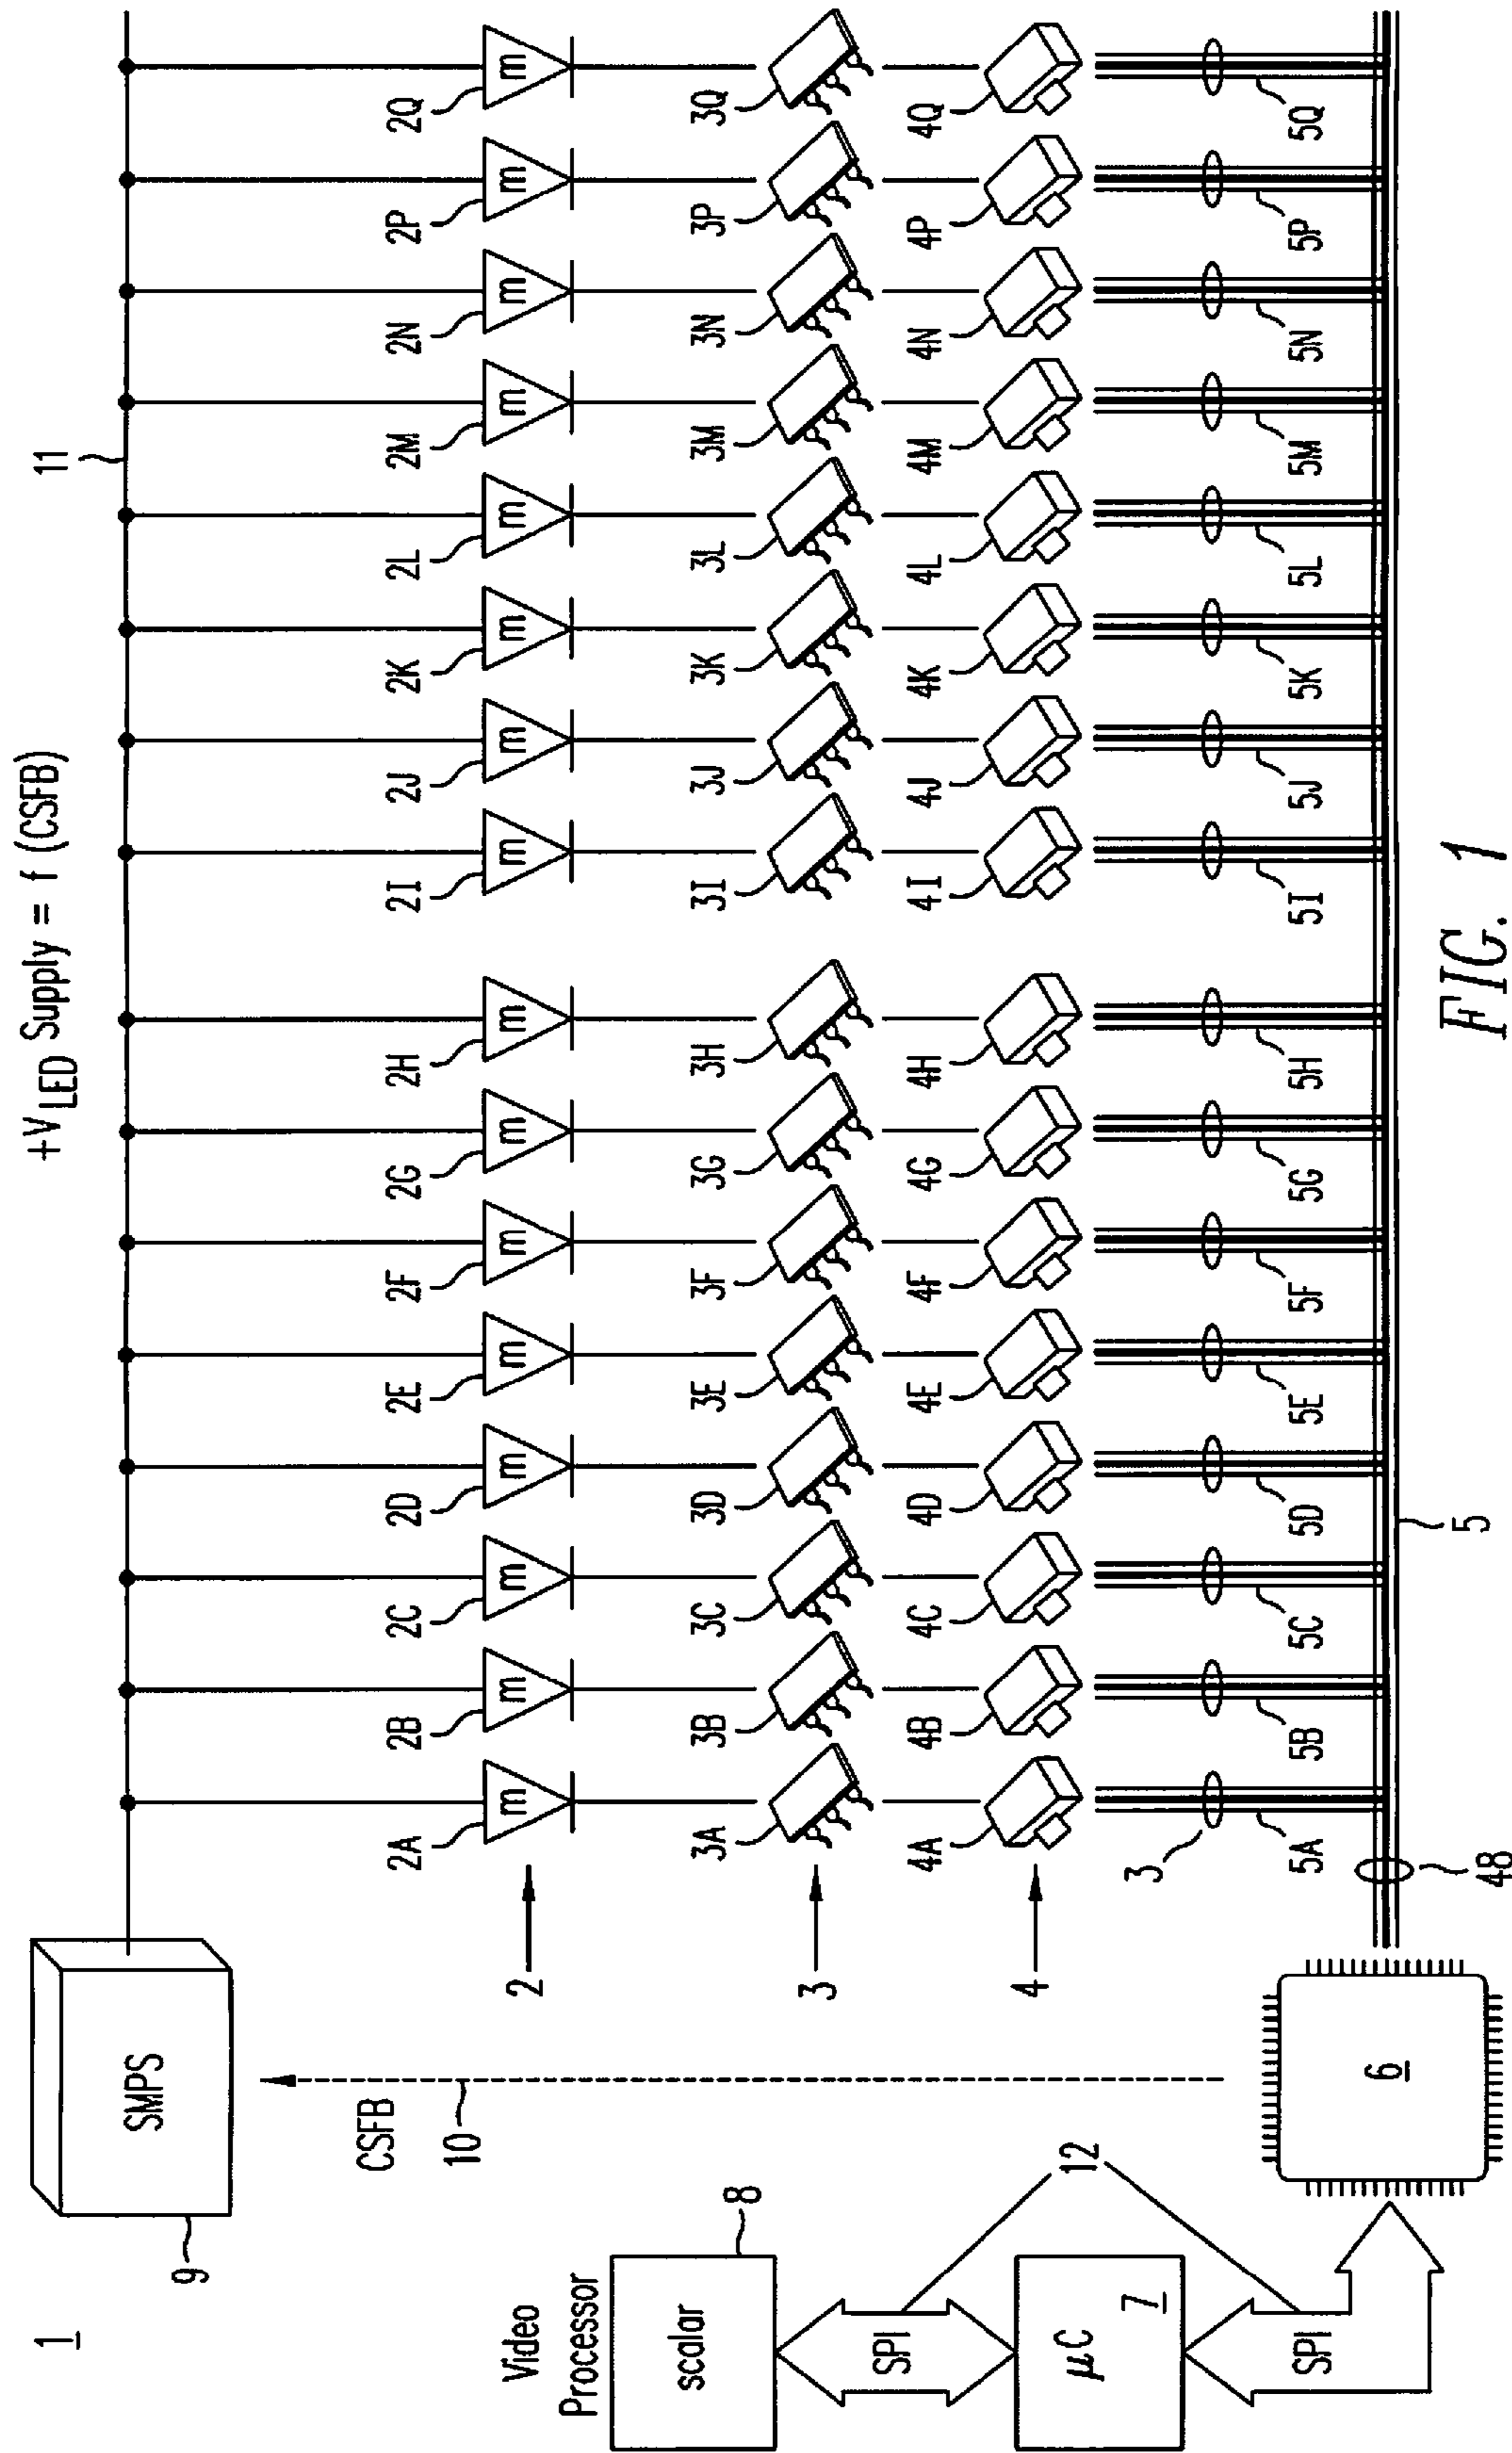 1
+V LED Supply = f (CSFB)
11
SMPS
9
CSFB
10
2
2A 2B 2C 2D 2E 2F 2G 2H 2I 2J 2K 2L 2M 2N 2P 2Q
m m m m m m m m m m m m m m m m
3
3A 3B 3C 3D 3E 3F 3G 3H 3I 3J 3K 3L 3M 3N 3P 3Q
4
4A 4B 4C 4D 4E 4F 4G 4H 4I 4J 4K 4L 4M 4N 4P 4Q
3
5A 5B 5C 5D 5E 5F 5G 5H 5I 5J 5K 5L 5M 5N 5P 5Q
48
5
Video
Processor
scalar
8
SPI
12
μC
7
SPI
6
FIG. 1